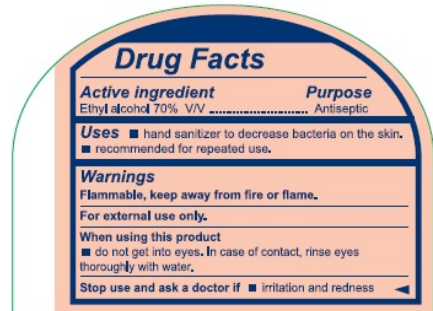 Drug Facts
Active ingredient Purpose
Ethyl alcohol 70% V/V ........................ Antiseptic
Uses ■ hand sanitizer to decrease bacteria on the skin.
■ recommended for repeated use.
Warnings
Flammable, keep away from fire or flame.
For external use only.
When using this product
■ do not get into eyes. In case of contact, rinse eyes
thoroughly with water.
Stop use and ask a doctor if ■ irritation and redness